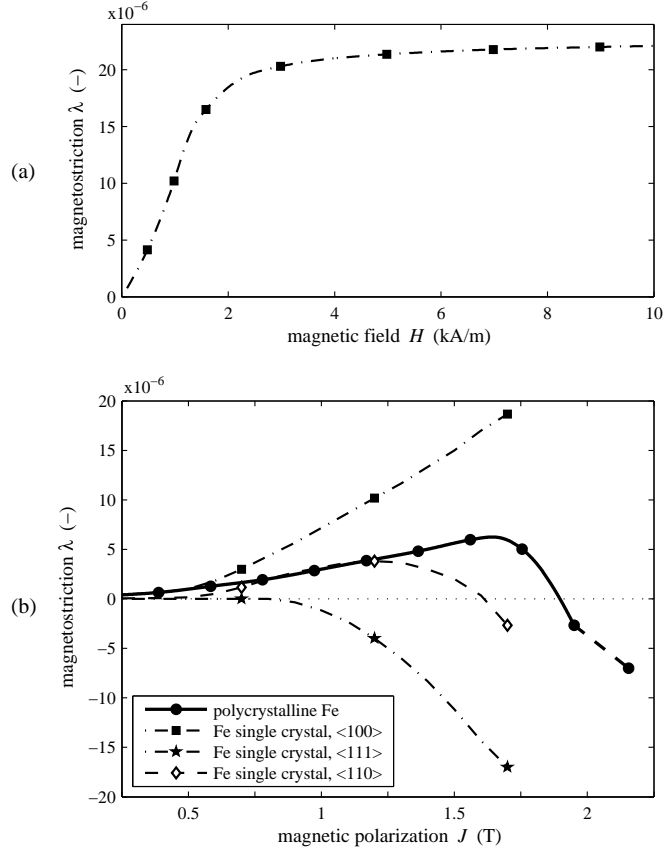 x10⁻⁶
20
15
10
5
0
0 2 4 6 8 10
magnetostriction λ (−)
magnetic field H (kA/m)
(a)
x10⁻⁶
20
15
10
5
0
−5
−10
−15
−20
0.5 1 1.5 2
magnetostriction λ (−)
magnetic polarization J (T)
(b)
polycrystalline Fe
Fe single crystal, <100>
Fe single crystal, <111>
Fe single crystal, <110>